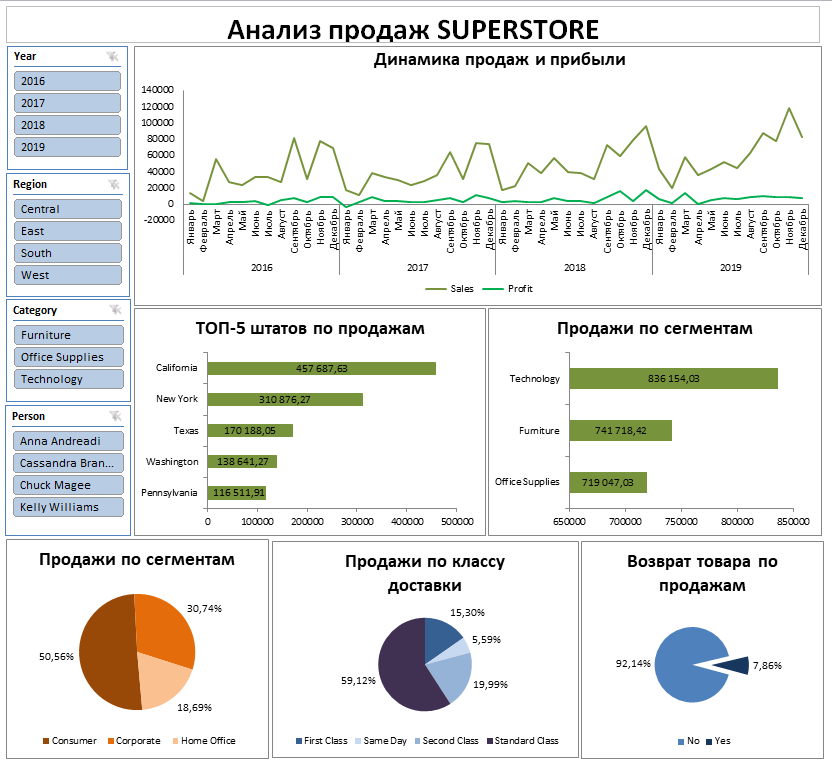 Анализ продаж SUPERSTORE
Year
2016
2017
2018
2019
Region
Central
East
South
West
Category
Furniture
Office Supplies
Technology
Person
Anna Andreadi
Cassandra Bran...
Chuck Magee
Kelly Williams
Динамика продаж и прибыли
140000
120000
100000
80000
60000
40000
20000
0
-20000
Январь Февраль Март Апрель Май Июнь Июль Август Сентябрь Октябрь Ноябрь Декабрь
Январь Февраль Март Апрель Май Июнь Июль Август Сентябрь Октябрь Ноябрь Декабрь
Январь Февраль Март Апрель Май Июнь Июль Август Сентябрь Октябрь Ноябрь Декабрь
Январь Февраль Март Апрель Май Июнь Июль Август Сентябрь Октябрь Ноябрь Декабрь
2016 2017 2018 2019
Sales Profit
ТОП-5 штатов по продажам
California 457 687,63
New York 310 876,27
Texas 170 188,05
Washington 138 641,27
Pennsylvania 116 511,91
0 100000 200000 300000 400000 500000
Продажи по сегментам
Technology 836 154,03
Furniture 741 718,42
Office Supplies 719 047,03
650000 700000 750000 800000 850000
Продажи по сегментам
30,74%
50,56%
18,69%
Consumer Corporate Home Office
Продажи по классу
доставки
15,30%
5,59%
19,99%
59,12%
First Class Same Day Second Class Standard Class
Возврат товара по
продажам
92,14% 7,86%
No Yes